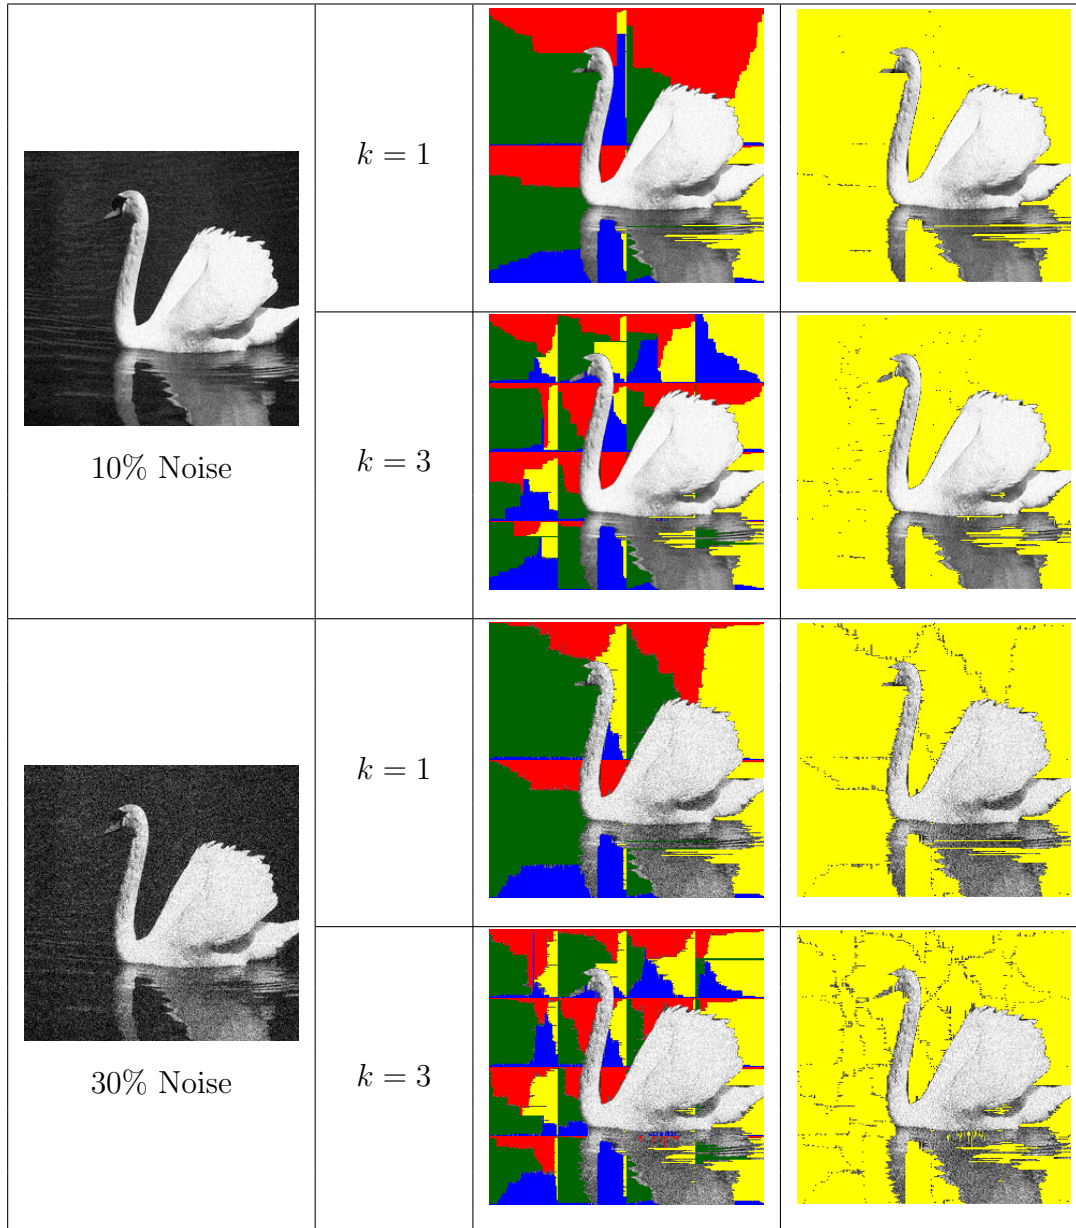 k = 1
10% Noise
k = 3
k = 1
30% Noise
k = 3